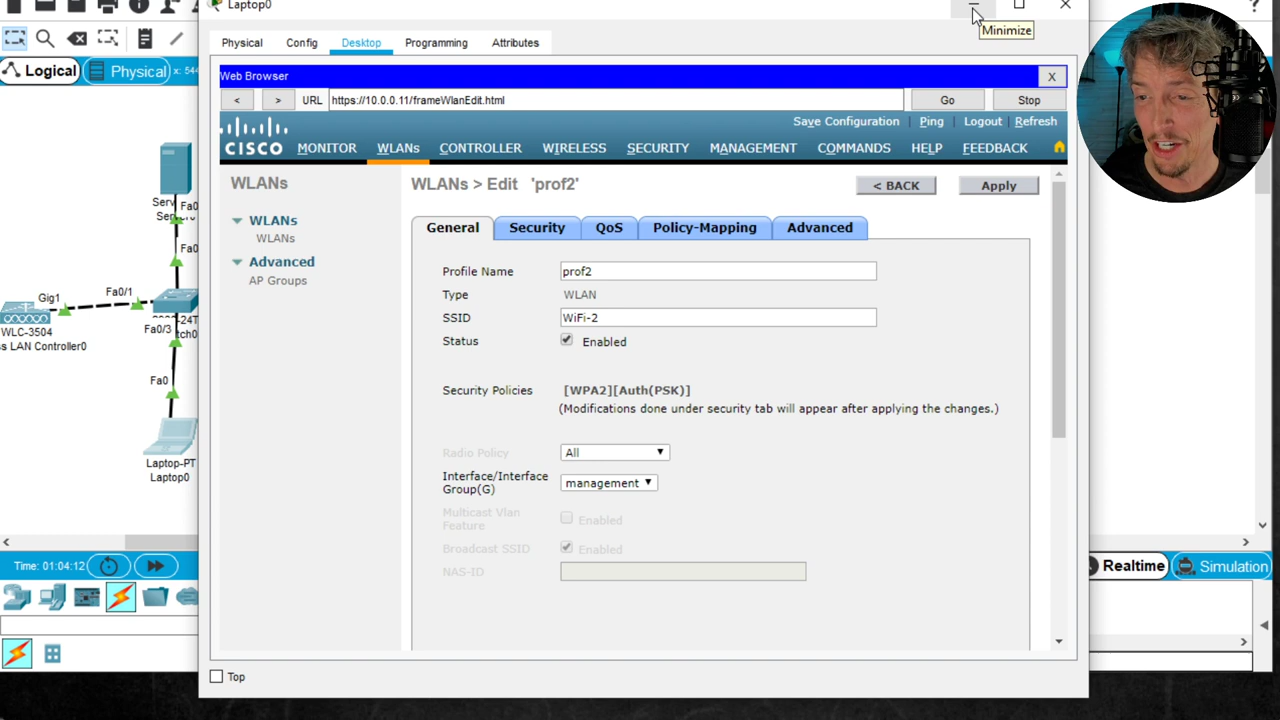 Laptop0
Minimize
Physical Config Desktop Programming Attributes
Logical Physical x: 544
Web Browser X
< > URL https://10.0.0.11/frameWlanEdit.html Go Stop
Save Configuration Ping Logout Refresh
CISCO MONITOR WLANs CONTROLLER WIRELESS SECURITY MANAGEMENT COMMANDS HELP FEEDBACK
WLANs
WLANs > Edit 'prof2'
< BACK Apply
WLANs
WLANs
Advanced
AP Groups
General Security QoS Policy-Mapping Advanced
Profile Name prof2
Type WLAN
SSID WiFi-2
Status Enabled
Security Policies [WPA2][Auth(PSK)]
(Modifications done under security tab will appear after applying the changes.)
Radio Policy All
Interface/Interface
Group(G) management
Multicast Vlan
Feature Enabled
Broadcast SSID Enabled
NAS-ID
Top
Fa0
Fa0
Gig1 Fa0/1
WLC-3504
s LAN Controller0
Fa0/3
Fa0
Laptop-PT
Laptop0
Time: 01:04:12
Realtime Simulation